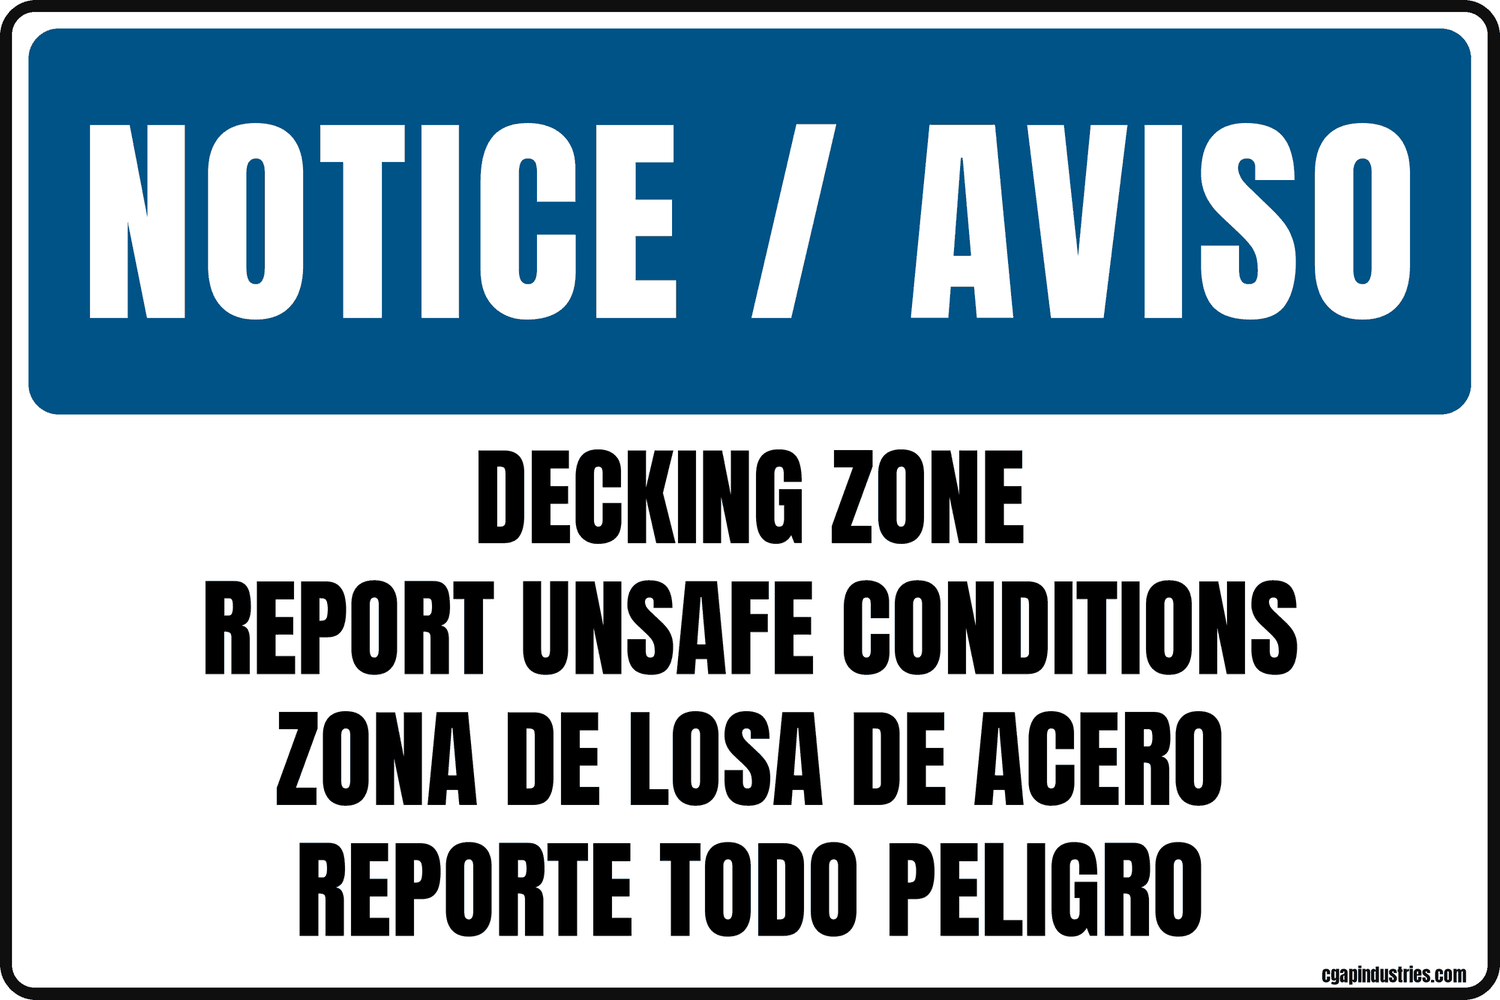 NOTICE / AVISO
DECKING ZONE
REPORT UNSAFE CONDITIONS
ZONA DE LOSA DE ACERO
REPORTE TODO PELIGRO
cgapindustries.com